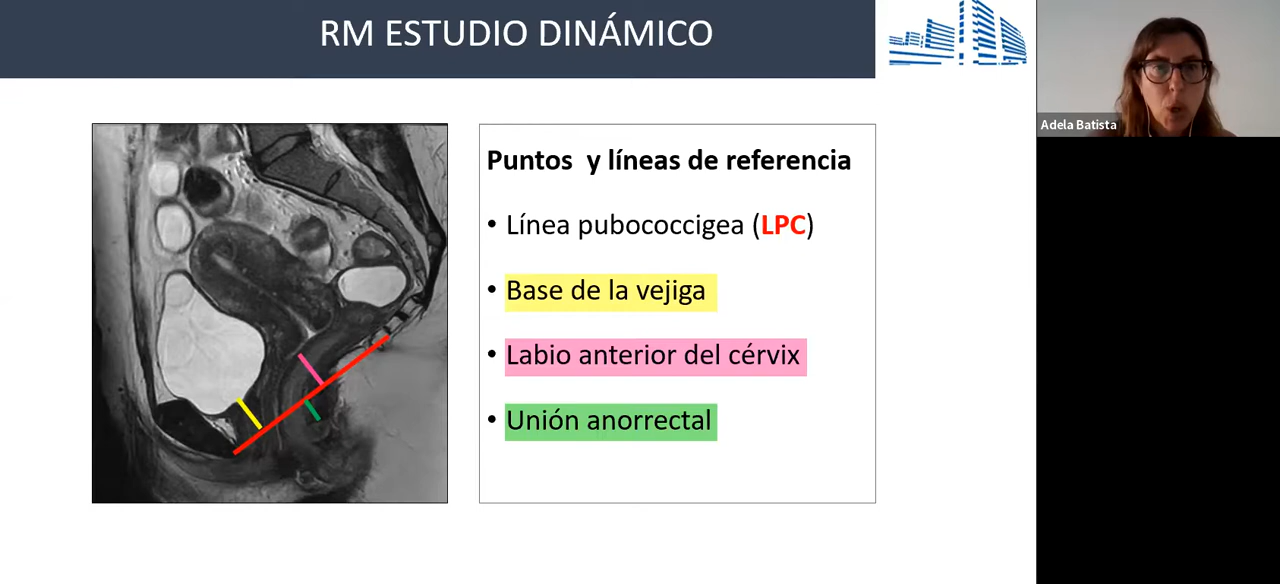 RM ESTUDIO DINÁMICO
Adela Batista
Puntos y líneas de referencia
• Línea pubococcigea (LPC)
• Base de la vejiga
• Labio anterior del cérvix
• Unión anorrectal